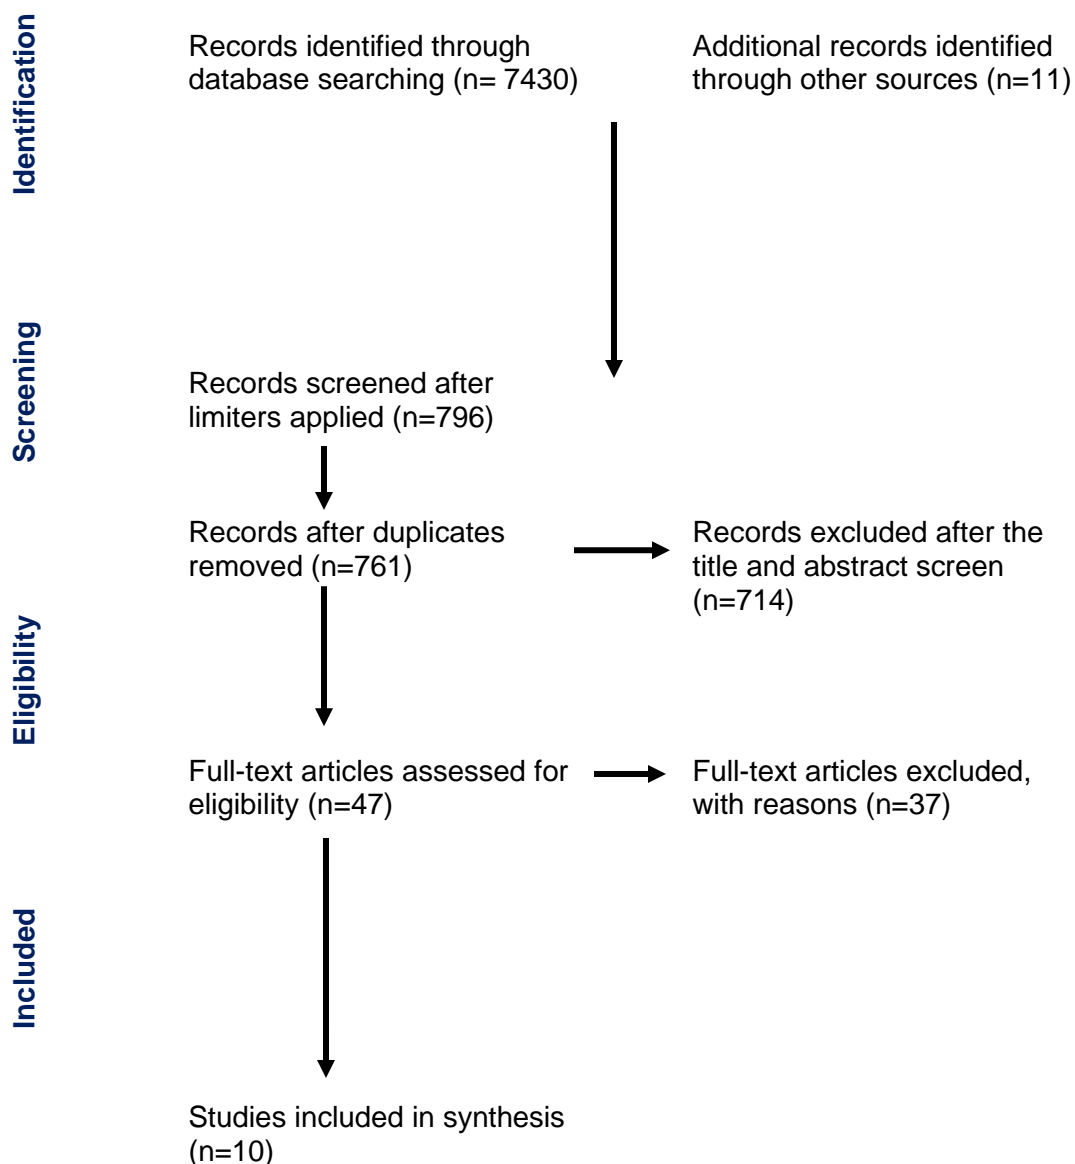 Identification
Records identified through
database searching (n= 7430)
Additional records identified
through other sources (n=11)
Screening
Records screened after
limiters applied (n=796)
Records after duplicates
removed (n=761)
Records excluded after the
title and abstract screen
(n=714)
Eligibility
Full-text articles assessed for
eligibility (n=47)
Full-text articles excluded,
with reasons (n=37)
Included
Studies included in synthesis
(n=10)